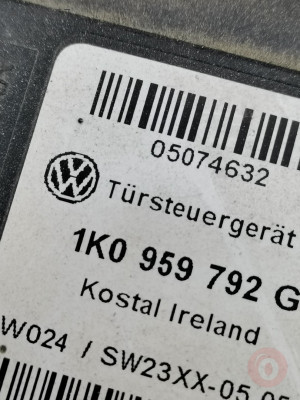 05074632
Türsteuergerät
1K0 959 792 G
Kostal Ireland
W024 / SW23XX-05.05